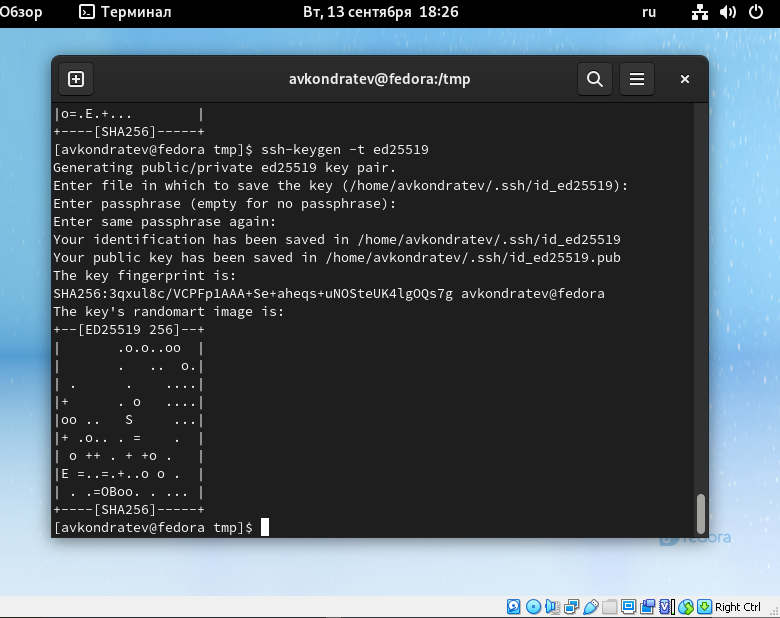 Обзор Терминал Вт, 13 сентября 18:26 ru
avkondratev@fedora:/tmp
|o=.E.+...        |
+----[SHA256]-----+
[avkondratev@fedora tmp]$ ssh-keygen -t ed25519
Generating public/private ed25519 key pair.
Enter file in which to save the key (/home/avkondratev/.ssh/id_ed25519):
Enter passphrase (empty for no passphrase):
Enter same passphrase again:
Your identification has been saved in /home/avkondratev/.ssh/id_ed25519
Your public key has been saved in /home/avkondratev/.ssh/id_ed25519.pub
The key fingerprint is:
SHA256:3qxul8c/VCPFp1AAA+Se+aheqs+uNOSteUK4lgOQs7g avkondratev@fedora
The key's randomart image is:
+--[ED25519 256]--+
|       .o.o..oo  |
|       .   ..  o.|
| .      .    ....|
|+      . o   ....|
|oo ..   S     ...|
|+ .o.. . =    .  |
| o ++ . + +o .   |
|E =..=.+..o o .  |
| . .=OBoo. . ... |
+----[SHA256]-----+
[avkondratev@fedora tmp]$
fedora
Right Ctrl